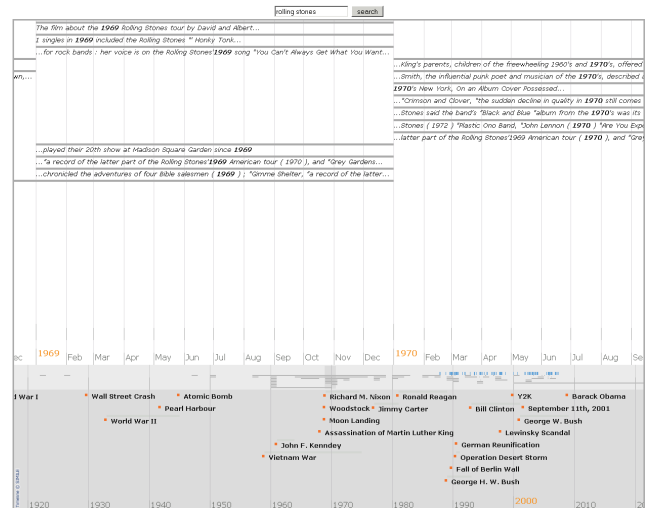 rolling stones search
The film about the 1969 Rolling Stones tour by David and Albert...
1 singles in 1969 included the Rolling Stones "' Honky Tonk...
...for rock bands : her voice is on the Rolling Stones'1969 song "You Can't Always Get What You Want...
...Kling's parents, children of the freewheeling 1960's and 1970's, offered
wn,... ...Smith, the influential punk poet and musician of the 1970's, described
1970's New York, On an Album Cover Possessed...
..."Crimson and Clover, "the sudden decline in quality in 1970 still comes
...Stones said the band's "Black and Blue "album from the 1970's was its
...Stones ( 1972 ) "Plastic Ono Band, "John Lennon ( 1970 ) "Are You Exp
...latter part of the Rolling Stones'1969 American tour ( 1970 ), and "Grey
...played their 20th show at Madison Square Garden since 1969
..."a record of the latter part of the Rolling Stones'1969 American tour ( 1970 ), and "Grey Gardens...
...chronicled the adventures of four Bible salesmen ( 1969 ) ; "Gimme Shelter, "a record of the latter...
ec 1969 Feb Mar Apr May Jun Jul Aug Sep Oct Nov Dec 1970 Feb Mar Apr May Jun Jul Aug Se
d War I Wall Street Crash Atomic Bomb Richard M. Nixon Ronald Reagan Y2K Barack Obama
Pearl Harbour Woodstock Jimmy Carter Bill Clinton September 11th, 2001
World War II Moon Landing George W. Bush
Assassination of Martin Luther King Lewinsky Scandal
John F. Kenndey German Reunification
Vietnam War Operation Desert Storm
Fall of Berlin Wall
George H. W. Bush
1920 1930 1940 1950 1960 1970 1980 1990 2000 2010 20